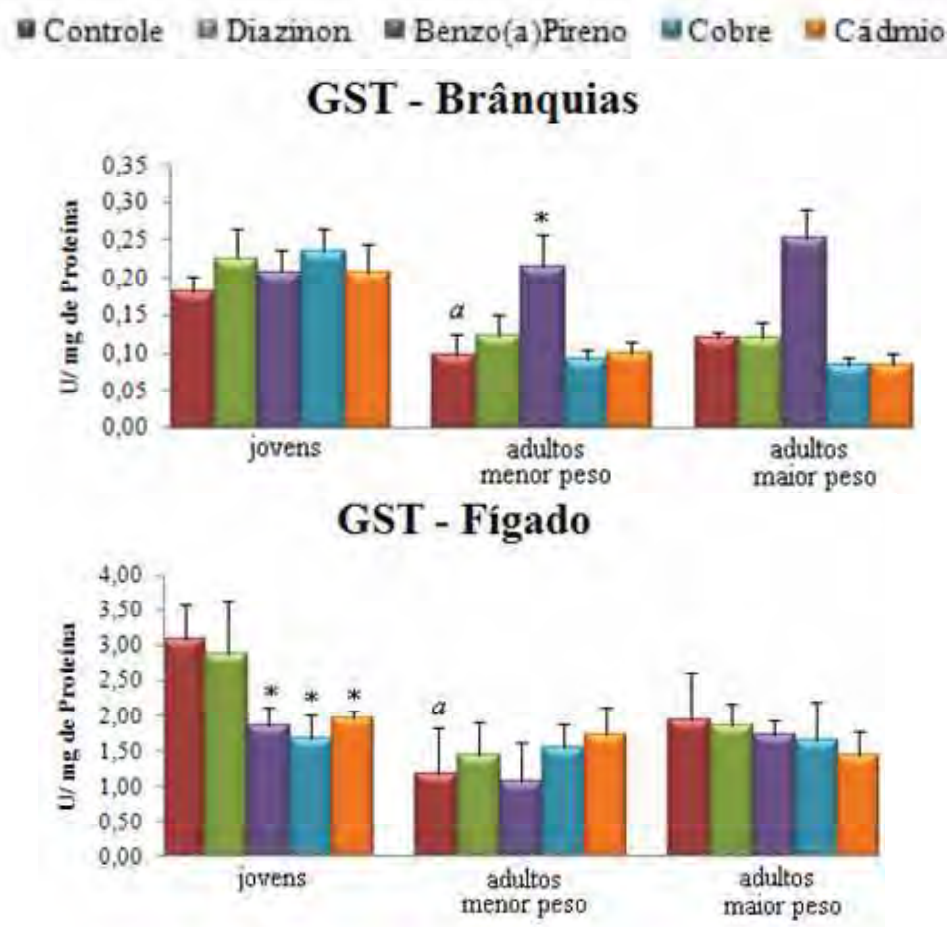 Controle Diazinon Benzo(a)Pireno Cobre Cádmio
GST - Brânquias
U/ mg de Proteína
0,35
0,30
0,25
0,20
0,15
0,10
0,05
0,00
a
*
jovens
adultos
menor peso
adultos
maior peso
GST - Fígado
U/ mg de Proteína
4,00
3,50
3,00
2,50
2,00
1,50
1,00
0,50
0,00
* * *
a
jovens
adultos
menor peso
adultos
maior peso